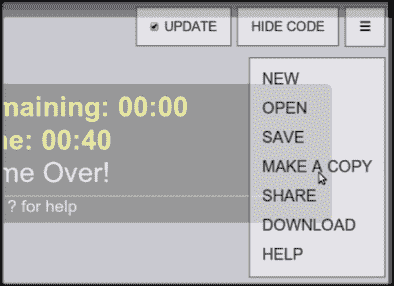 UPDATE HIDE CODE ☰
NEW
OPEN
SAVE
MAKE A COPY
SHARE
DOWNLOAD
HELP
maining: 00:00
ne: 00:40
me Over!
? for help